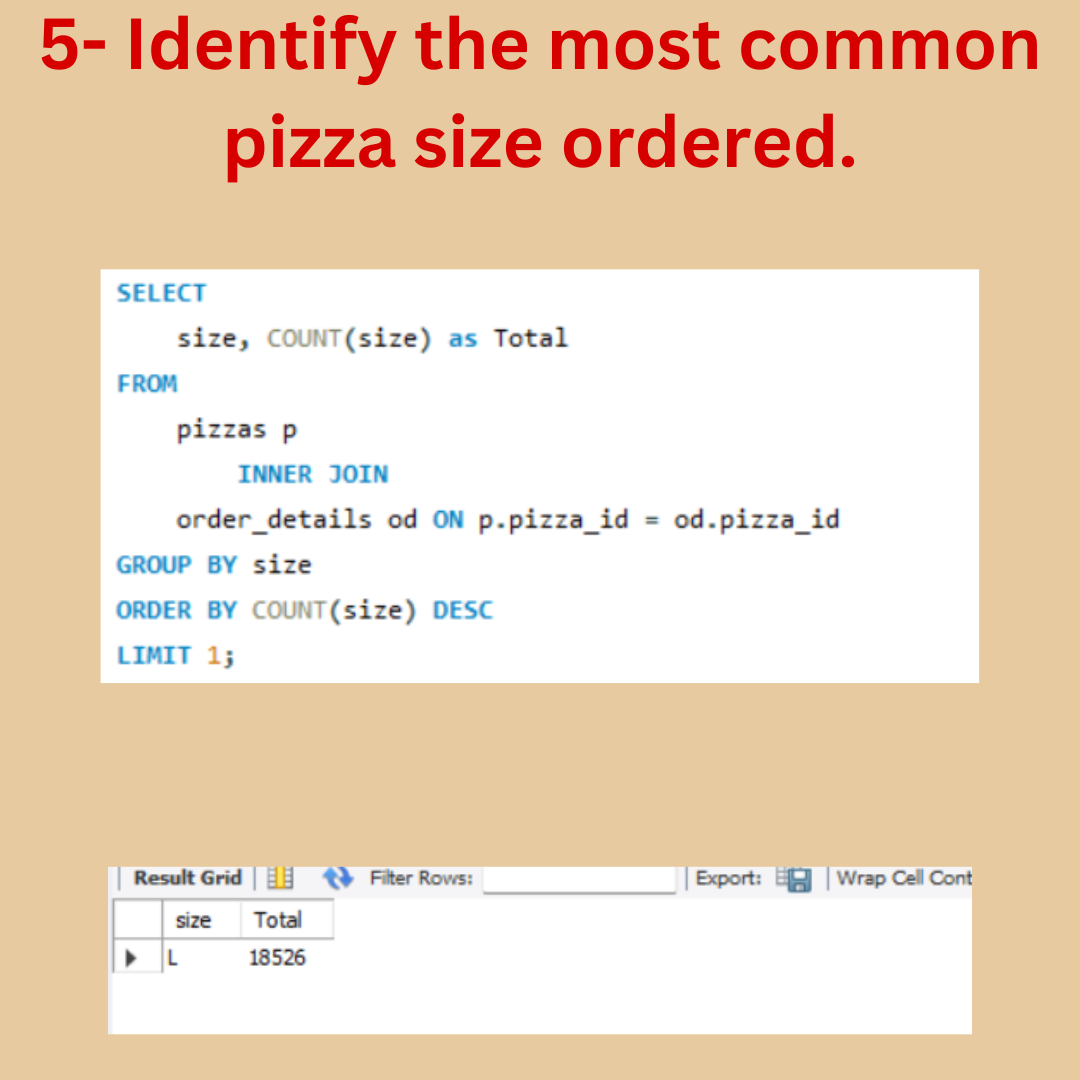 5- Identify the most common
pizza size ordered.
SELECT
size, COUNT(size) as Total
FROM
pizzas p
INNER JOIN
order_details od ON p.pizza_id = od.pizza_id
GROUP BY size
ORDER BY COUNT(size) DESC
LIMIT 1;
Result Grid Filter Rows: Export: Wrap Cell Cont
size Total
L 18526